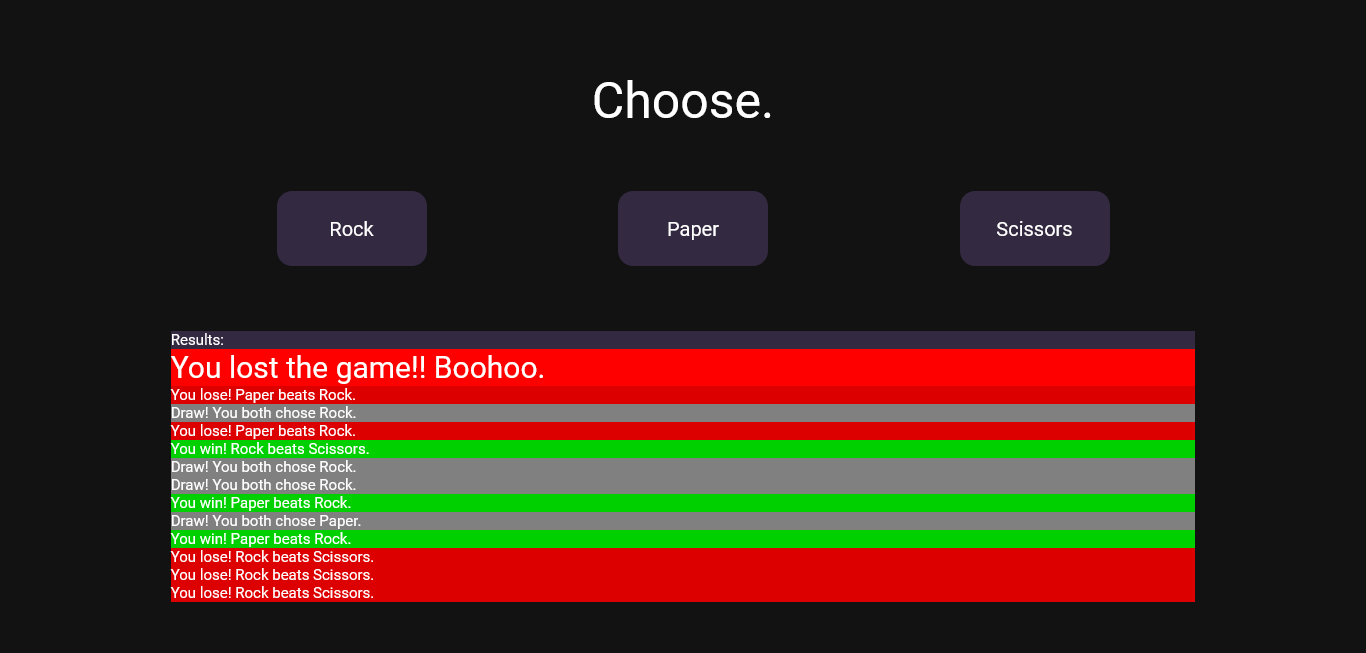 Choose.
Rock
Paper
Scissors
Results:
You lost the game!! Boohoo.
You lose! Paper beats Rock.
Draw! You both chose Rock.
You lose! Paper beats Rock.
You win! Rock beats Scissors.
Draw! You both chose Rock.
Draw! You both chose Rock.
You win! Paper beats Rock.
Draw! You both chose Paper.
You win! Paper beats Rock.
You lose! Rock beats Scissors.
You lose! Rock beats Scissors.
You lose! Rock beats Scissors.